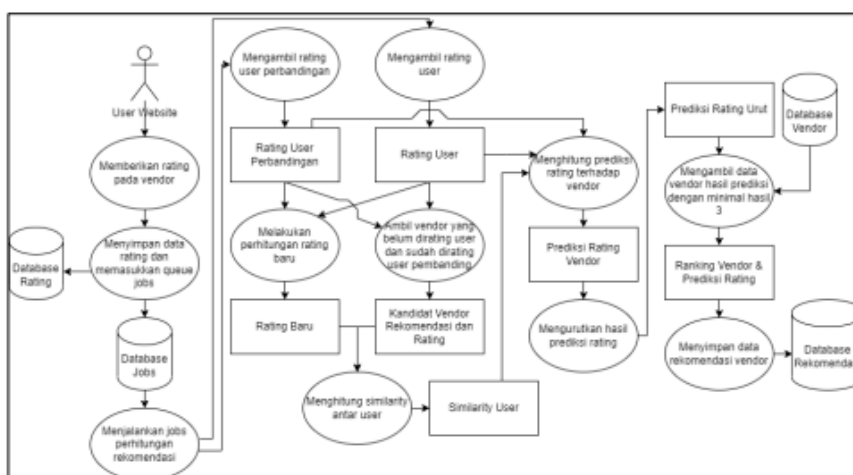 User Website
Memberikan rating
pada vendor
Menyimpan data
rating dan
memasukkan queue
jobs
Database
Rating
Database
Jobs
Menjalankan jobs
perhitungan
rekomendasi
Mengambil rating
user perbandingan
Rating User
Perbandingan
Melakukan
perhitungan rating
baru
Rating Baru
Mengambil rating
user
Rating User
Ambil vendor yang
belum dirating user
dan sudah dirating
user pembanding
Kandidat Vendor
Rekomendasi dan
Rating
Menghitung similarity
antar user
Similarity User
Menghitung prediksi
rating terhadap
vendor
Prediksi Rating
Vendor
Mengurutkan hasil
prediksi rating
Prediksi Rating Urut
Database
Vendor
Mengambil data
vendor hasil prediksi
dengan minimal hasil
3
Ranking Vendor &
Prediksi Rating
Menyimpan data
rekomendasi vendor
Database
Rekomenda